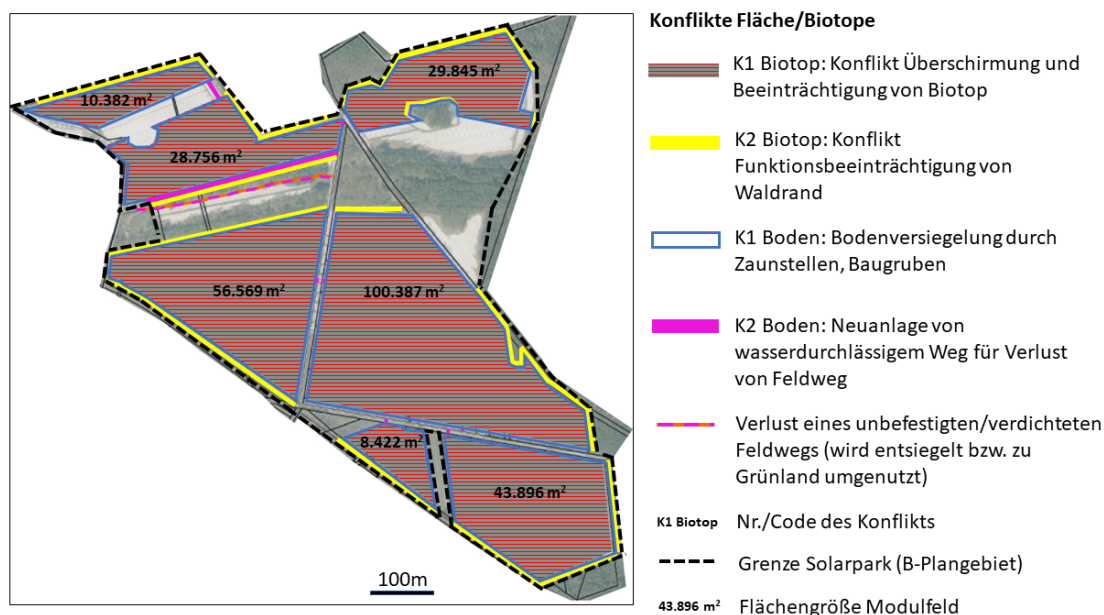 29.845 m²
10.382 m²
28.756 m²
56.569 m²
100.387 m²
8.422 m²
43.896 m²
100m
Konflikte Fläche/Biotope
K1 Biotop: Konflikt Überschirmung und
Beeinträchtigung von Biotop
K2 Biotop: Konflikt
Funktionsbeeinträchtigung von
Waldrand
K1 Boden: Bodenversiegelung durch
Zaunstellen, Baugruben
K2 Boden: Neuanlage von
wasserdurchlässigem Weg für Verlust
von Feldweg
Verlust eines unbefestigten/verdichteten
Feldwegs (wird entsiegelt bzw. zu
Grünland umgenutzt)
K1 Biotop Nr./Code des Konflikts
Grenze Solarpark (B-Plangebiet)
43.896 m² Flächengröße Modulfeld